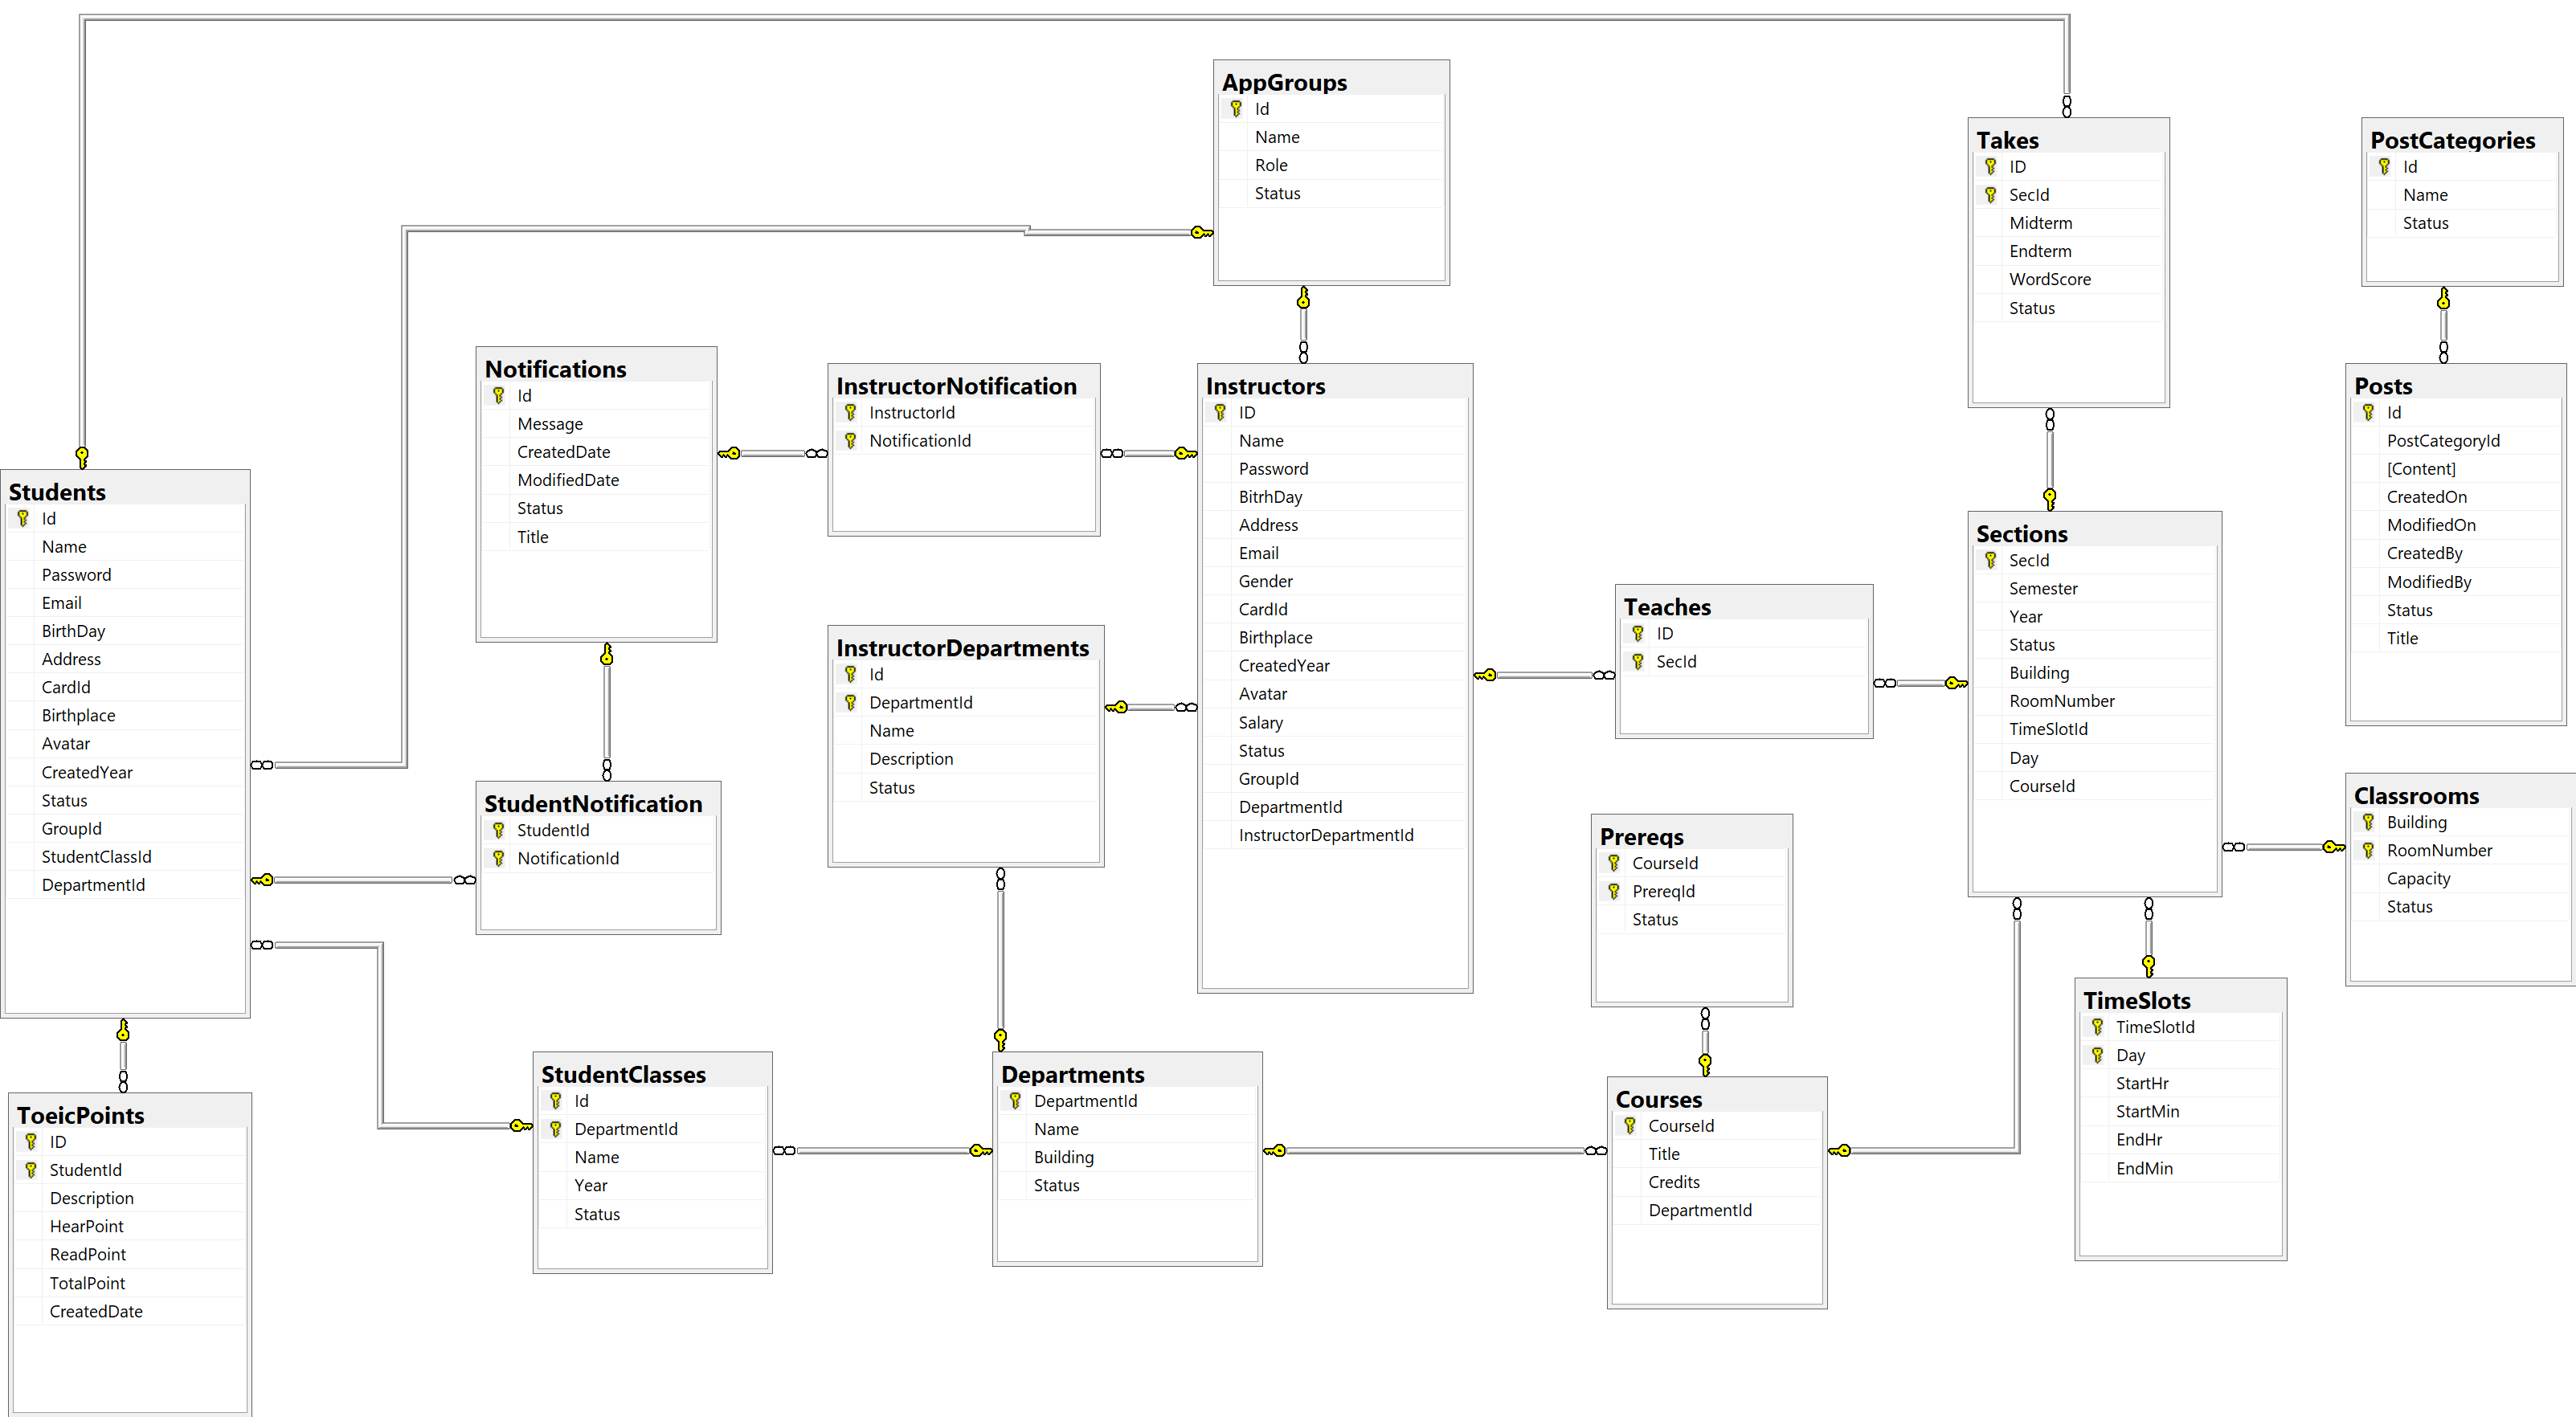 AppGroups
Id
Name
Role
Status
Takes
ID
SecId
Midterm
Endterm
WordScore
Status
PostCategories
Id
Name
Status
Notifications
Id
Message
CreatedDate
ModifiedDate
Status
Title
InstructorNotification
InstructorId
NotificationId
Instructors
ID
Name
Password
BitrhDay
Address
Email
Gender
CardId
Birthplace
CreatedYear
Avatar
Salary
Status
GroupId
DepartmentId
InstructorDepartmentId
Posts
Id
PostCategoryId
[Content]
CreatedOn
ModifiedOn
CreatedBy
ModifiedBy
Status
Title
Students
Id
Name
Password
Email
BirthDay
Address
CardId
Birthplace
Avatar
CreatedYear
Status
GroupId
StudentClassId
DepartmentId
Sections
SecId
Semester
Year
Status
Building
RoomNumber
TimeSlotId
Day
CourseId
Teaches
ID
SecId
InstructorDepartments
Id
DepartmentId
Name
Description
Status
StudentNotification
StudentId
NotificationId
Prereqs
CourseId
PrereqId
Status
Classrooms
Building
RoomNumber
Capacity
Status
TimeSlots
TimeSlotId
Day
StartHr
StartMin
EndHr
EndMin
StudentClasses
Id
DepartmentId
Name
Year
Status
Departments
DepartmentId
Name
Building
Status
Courses
CourseId
Title
Credits
DepartmentId
ToeicPoints
ID
StudentId
Description
HearPoint
ReadPoint
TotalPoint
CreatedDate